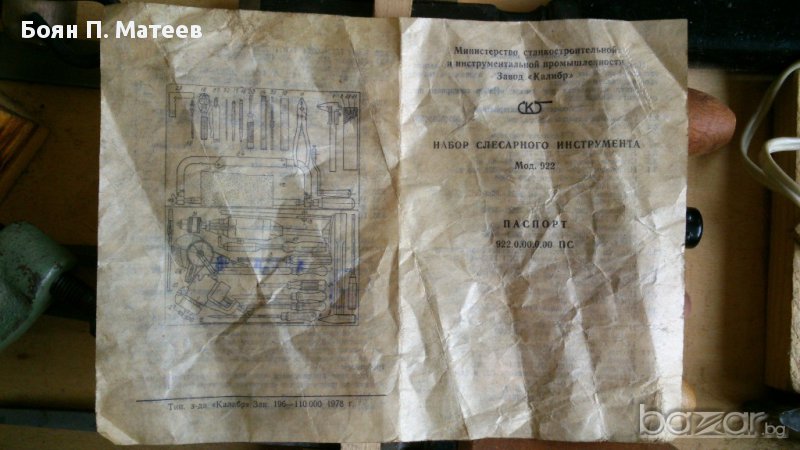 Боян П. Матеев
Министерство станкостроительной
и инструментальной промышленности
Завод «Калибр»
НАБОР СЛЕСАРНОГО ИНСТРУМЕНТА
Мод. 922
ПАСПОРТ
922 0.00.0.00 ПС
Тип. з-да «Калибр» Зак. 196—110 000 1978 г.
bazar.bg